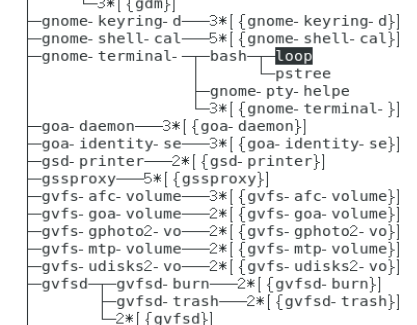 └─3*[{gdm}]
├─gnome-keyring-d───3*[{gnome-keyring-d}]
├─gnome-shell-cal───5*[{gnome-shell-cal}]
├─gnome-terminal-─┬─bash─┬─loop
│                 │      └─pstree
│                 ├─gnome-pty-helpe
│                 └─3*[{gnome-terminal-}]
├─goa-daemon───3*[{goa-daemon}]
├─goa-identity-se───3*[{goa-identity-se}]
├─gsd-printer───2*[{gsd-printer}]
├─gssproxy───5*[{gssproxy}]
├─gvfs-afc-volume───3*[{gvfs-afc-volume}]
├─gvfs-goa-volume───2*[{gvfs-goa-volume}]
├─gvfs-gphoto2-vo───2*[{gvfs-gphoto2-vo}]
├─gvfs-mtp-volume───2*[{gvfs-mtp-volume}]
├─gvfs-udisks2-vo───2*[{gvfs-udisks2-vo}]
├─gvfsd─┬─gvfsd-burn───2*[{gvfsd-burn}]
│       ├─gvfsd-trash───2*[{gvfsd-trash}]
│       └─2*[{gvfsd}]